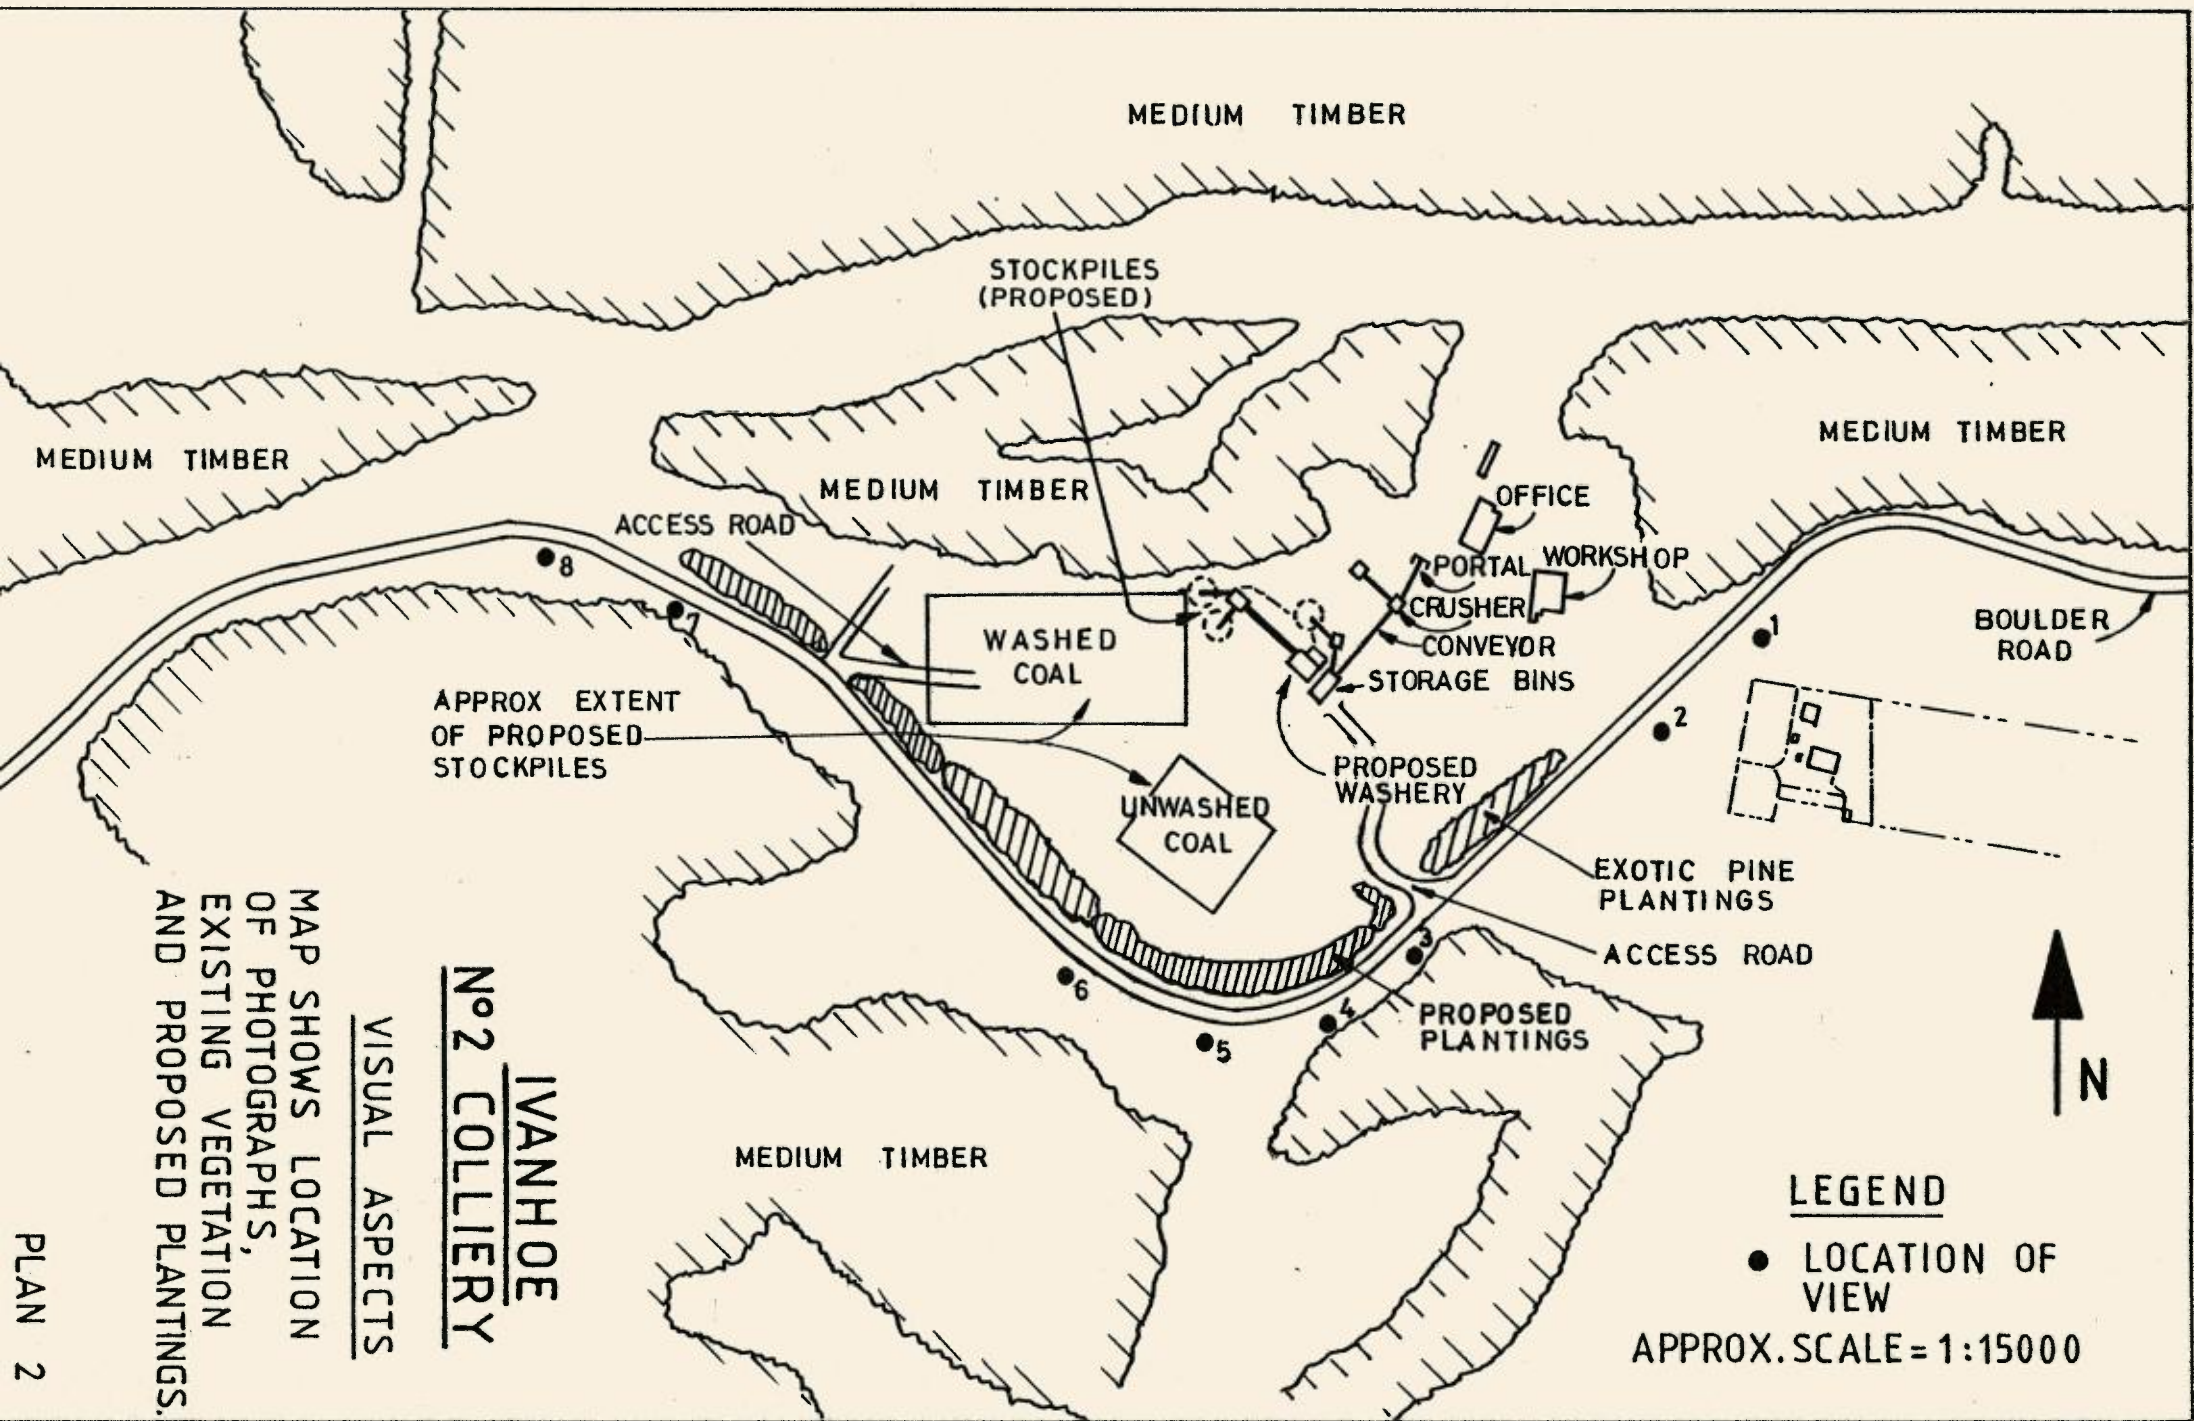 MEDIUM TIMBER
STOCKPILES
(PROPOSED)
MEDIUM TIMBER
MEDIUM TIMBER
MEDIUM TIMBER
OFFICE
ACCESS ROAD
PORTAL
WORKSHOP
8
7
CRUSHER
CONVEYOR
STORAGE BINS
WASHED
COAL
1
BOULDER
ROAD
2
APPROX EXTENT
OF PROPOSED
STOCKPILES
PROPOSED
WASHERY
UNWASHED
COAL
EXOTIC PINE
PLANTINGS
ACCESS ROAD
3
4
5
6
PROPOSED
PLANTINGS
MEDIUM TIMBER
N
LEGEND
LOCATION OF
VIEW
APPROX. SCALE = 1:15000
IVANHOE
Nº2 COLLIERY
VISUAL ASPECTS
MAP SHOWS LOCATION
OF PHOTOGRAPHS,
EXISTING VEGETATION
AND PROPOSED PLANTINGS.
PLAN 2